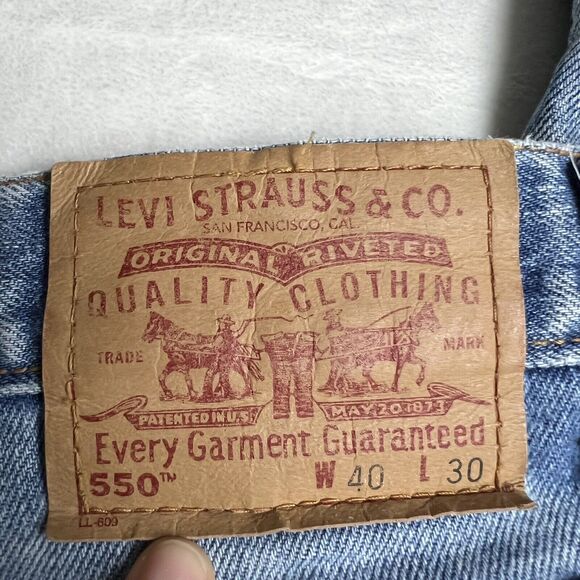 LEVI STRAUSS & CO.
SAN FRANCISCO, CAL.
ORIGINAL RIVETED
QUALITY CLOTHING
TRADE MARK
PATENTED IN U.S. MAY 20 1873
Every Garment Guaranteed
550™ W 40 L 30
LL-609